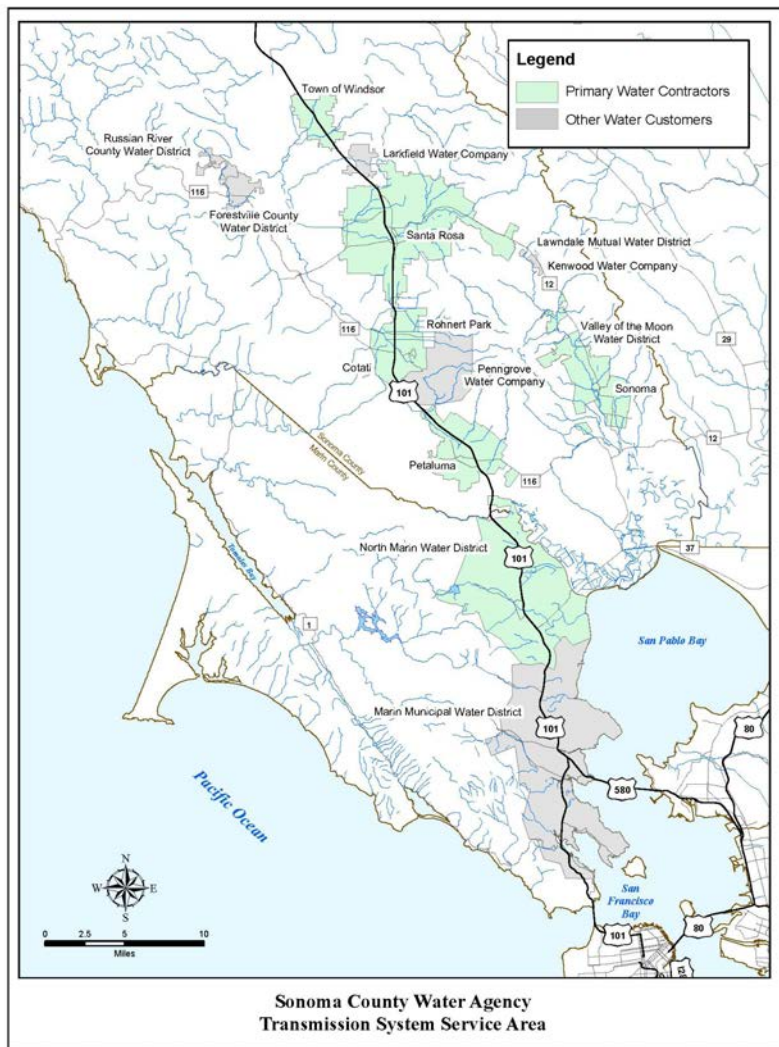 Legend
Primary Water Contractors
Other Water Customers
Town of Windsor
Russian River
County Water District
Larkfield Water Company
116
Forestville County
Water District
Santa Rosa
Lawndale Mutual Water District
Kenwood Water Company
12
116
Rohnert Park
Valley of the Moon
Water District
29
Cotati
Penngrove
Water Company
Sonoma
101
12
Sonoma County
Marin County
Petaluma
116
North Marin Water District
101
37
Tomales Bay
1
San Pablo Bay
Marin Municipal Water District
101
80
580
Pacific Ocean
N
W
E
S
San
Francisco
Bay
0
2.5
5
10
Miles
101
80
Sonoma County Water Agency
Transmission System Service Area